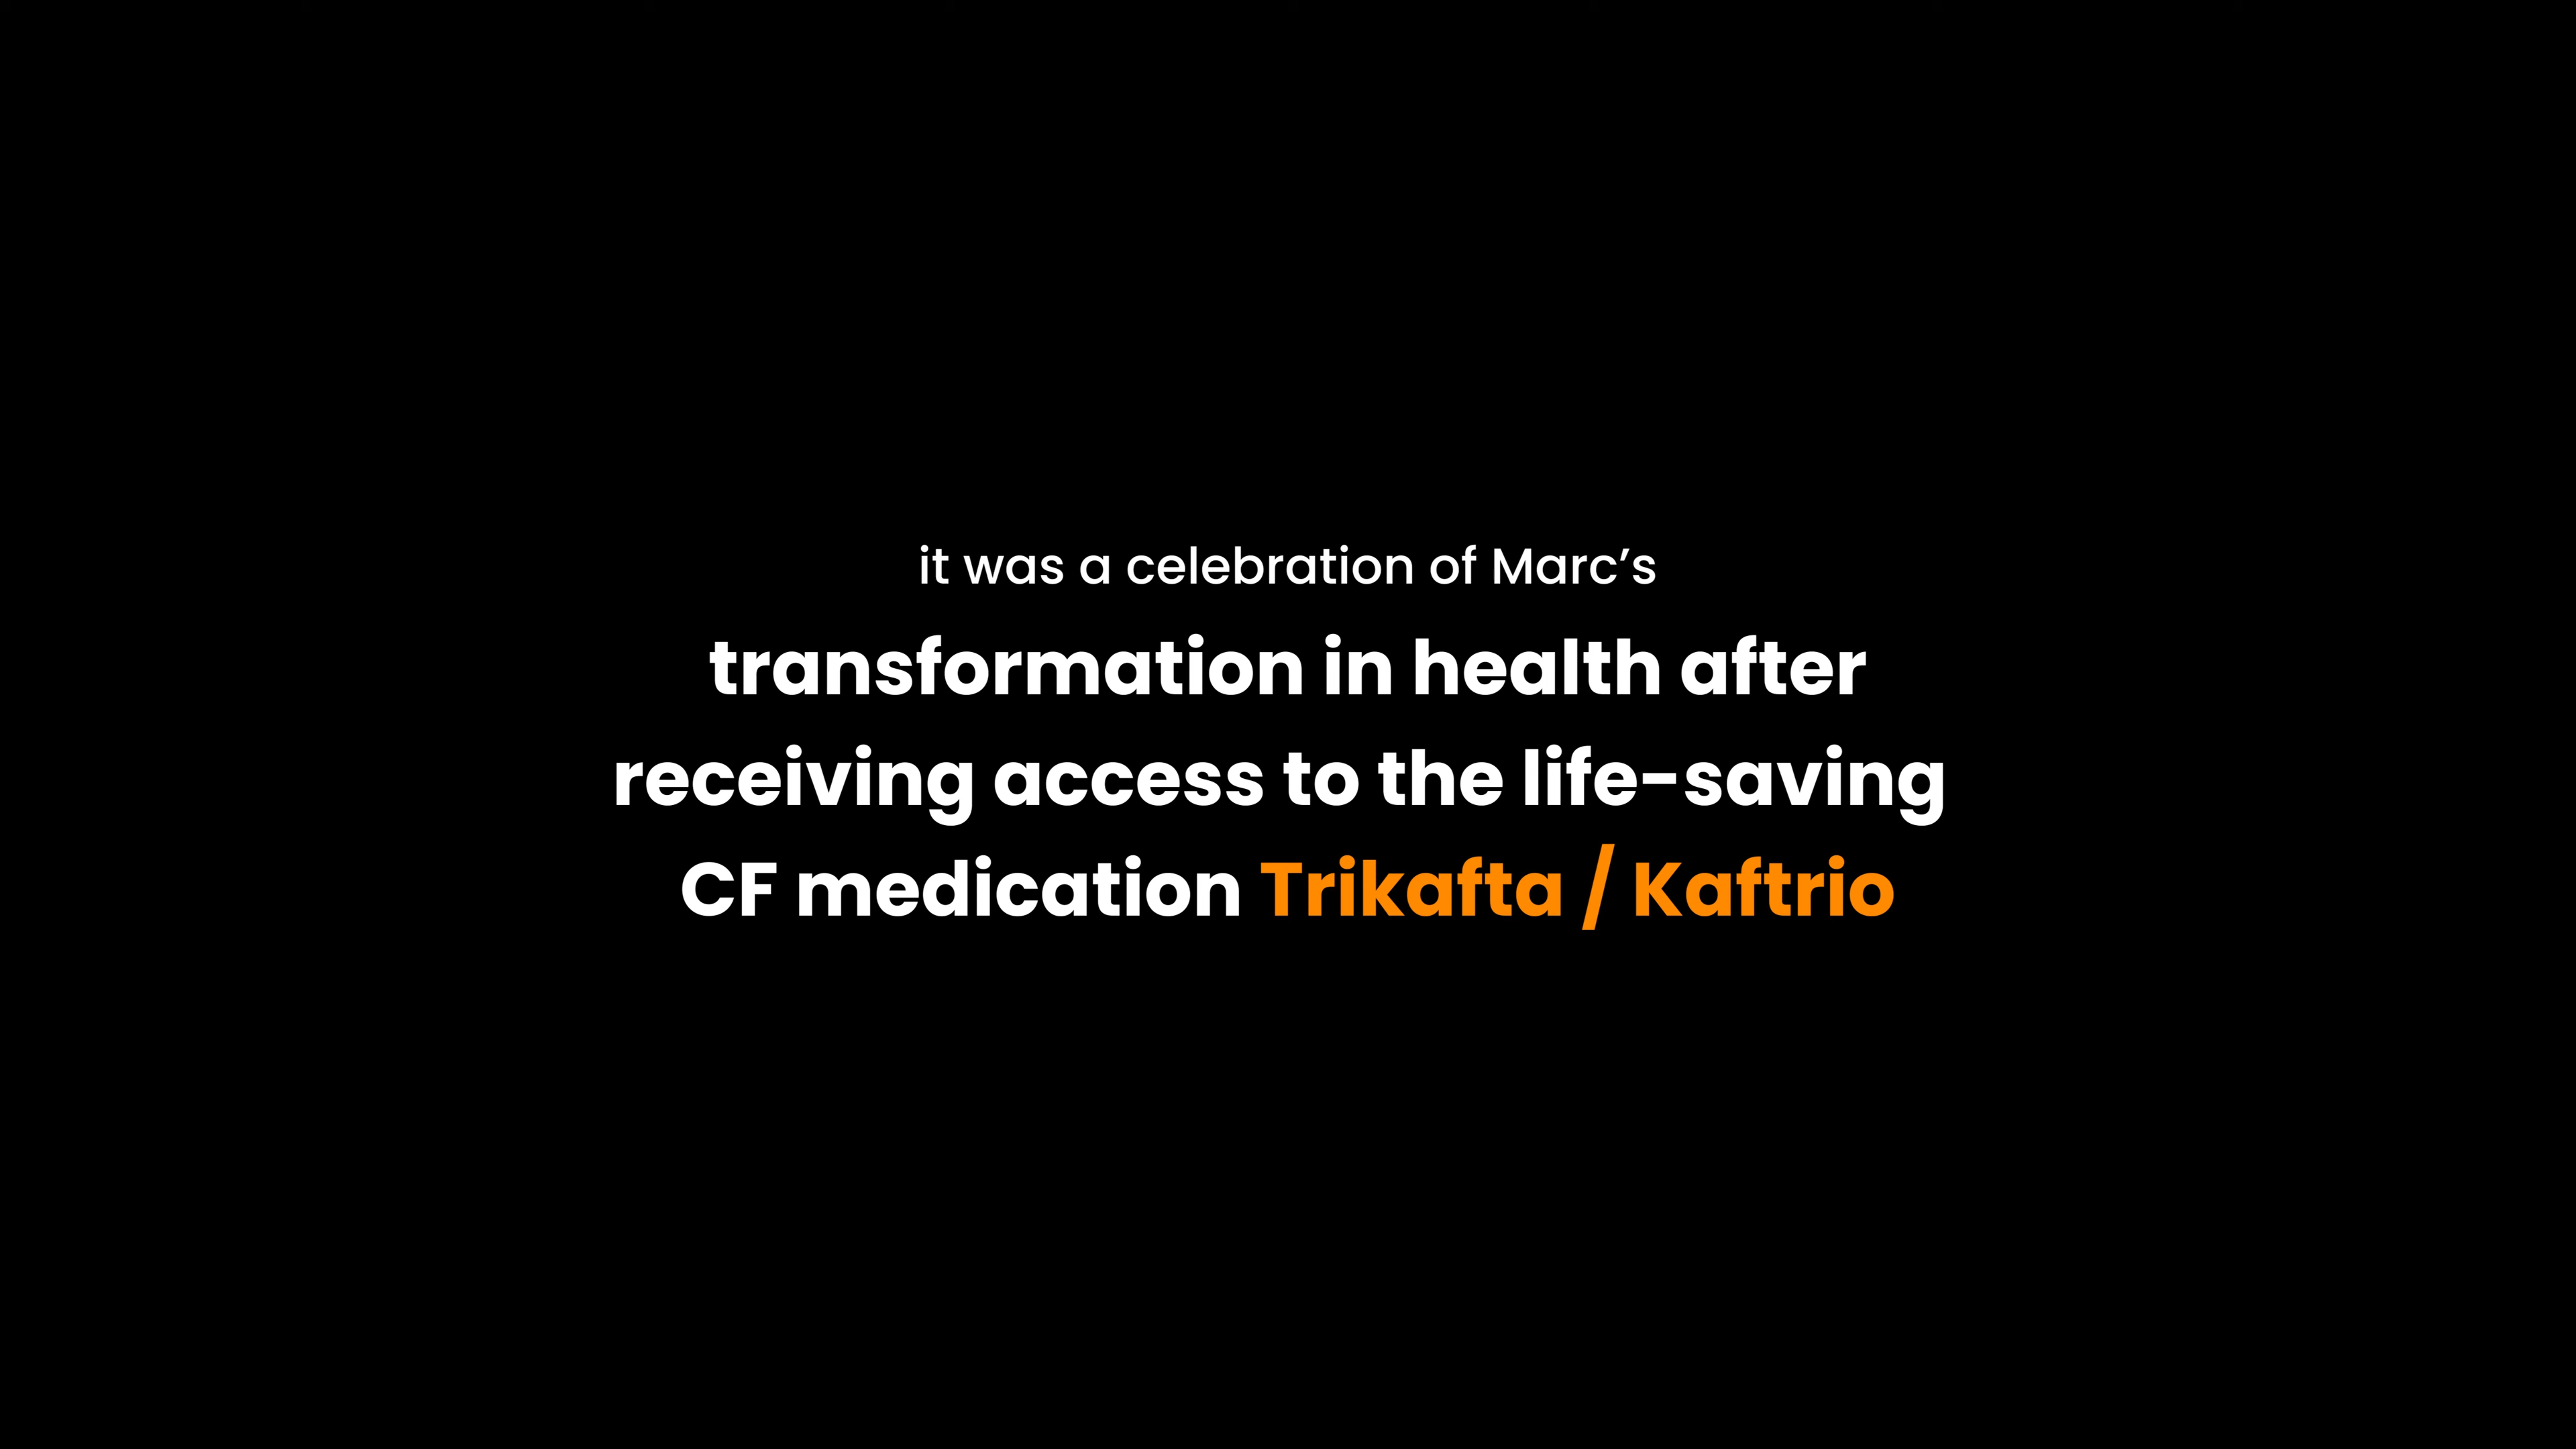 it was a celebration of Marc’s
transformation in health after
receiving access to the life-saving
CF medication Trikafta / Kaftrio